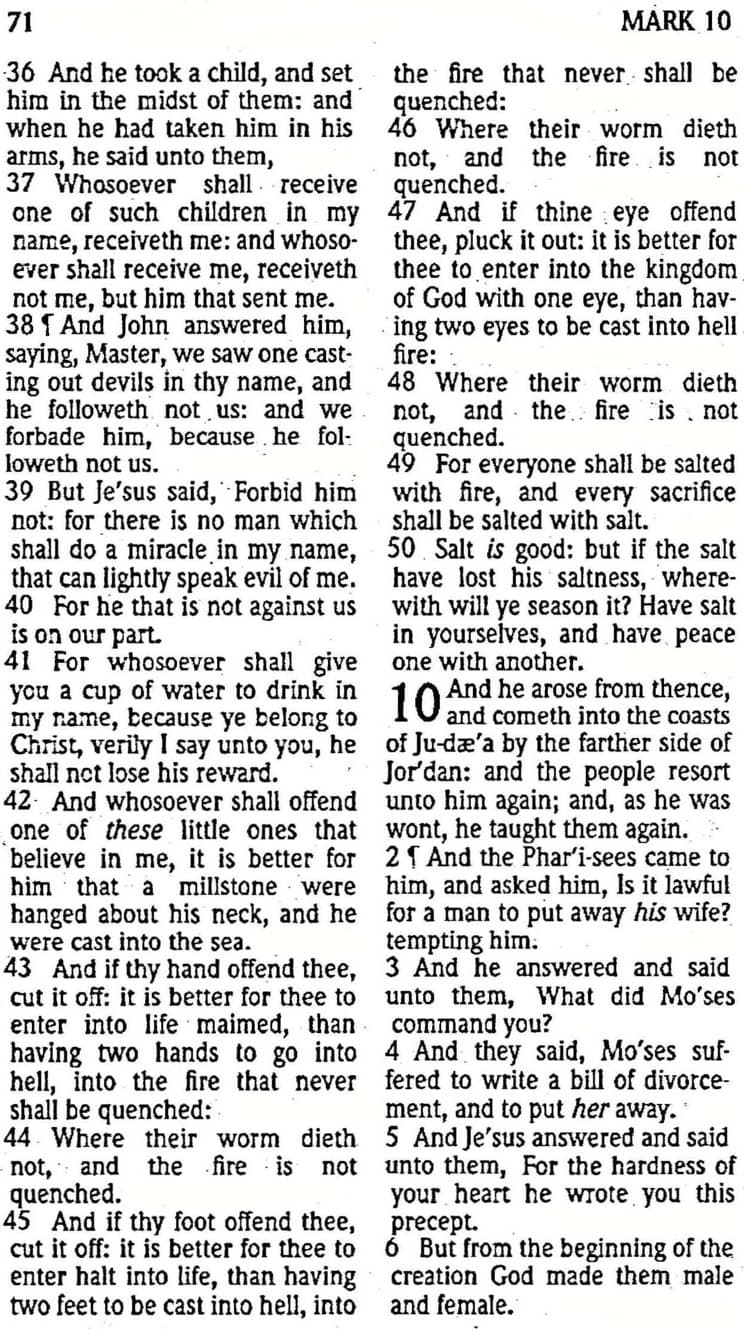 71
MARK 10
36 And he took a child, and set
him in the midst of them: and
when he had taken him in his
arms, he said unto them,
37 Whosoever shall receive
one of such children in my
name, receiveth me: and whoso-
ever shall receive me, receiveth
not me, but him that sent me.
38 ¶ And John answered him,
saying, Master, we saw one cast-
ing out devils in thy name, and
he followeth not us: and we
forbade him, because he fol-
loweth not us.
39 But Je′sus said, Forbid him
not: for there is no man which
shall do a miracle in my name,
that can lightly speak evil of me.
40 For he that is not against us
is on our part.
41 For whosoever shall give
you a cup of water to drink in
my name, because ye belong to
Christ, verily I say unto you, he
shall not lose his reward.
42 And whosoever shall offend
one of these little ones that
believe in me, it is better for
him that a millstone were
hanged about his neck, and he
were cast into the sea.
43 And if thy hand offend thee,
cut it off: it is better for thee to
enter into life maimed, than
having two hands to go into
hell, into the fire that never
shall be quenched:
44 Where their worm dieth
not, and the fire is not
quenched.
45 And if thy foot offend thee,
cut it off: it is better for thee to
enter halt into life, than having
two feet to be cast into hell, into
the fire that never shall be
quenched:
46 Where their worm dieth
not, and the fire is not
quenched.
47 And if thine eye offend
thee, pluck it out: it is better for
thee to enter into the kingdom
of God with one eye, than hav-
ing two eyes to be cast into hell
fire:
48 Where their worm dieth
not, and the fire is not
quenched.
49 For everyone shall be salted
with fire, and every sacrifice
shall be salted with salt.
50 Salt is good: but if the salt
have lost his saltness, where-
with will ye season it? Have salt
in yourselves, and have peace
one with another.
10 And he arose from thence,
and cometh into the coasts
of Ju-dæ′a by the farther side of
Jor′dan: and the people resort
unto him again; and, as he was
wont, he taught them again.
2 ¶ And the Phar′i-sees came to
him, and asked him, Is it lawful
for a man to put away his wife?
tempting him.
3 And he answered and said
unto them, What did Mo′ses
command you?
4 And they said, Mo′ses suf-
fered to write a bill of divorce-
ment, and to put her away.
5 And Je′sus answered and said
unto them, For the hardness of
your heart he wrote you this
precept.
6 But from the beginning of the
creation God made them male
and female.